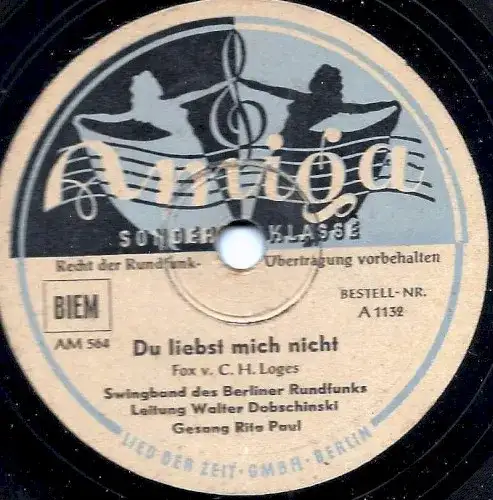 Amiga
SONDER KLASSE
Recht der Rundfunk- Übertragung vorbehalten
BIEM
BESTELL-NR.
A 1132
AM 564
Du liebst mich nicht
Fox v. C. H. Loges
Swingband des Berliner Rundfunks
Leitung Walter Dobschinski
Gesang Rita Paul
LIED DER ZEIT · GMBH · BERLIN